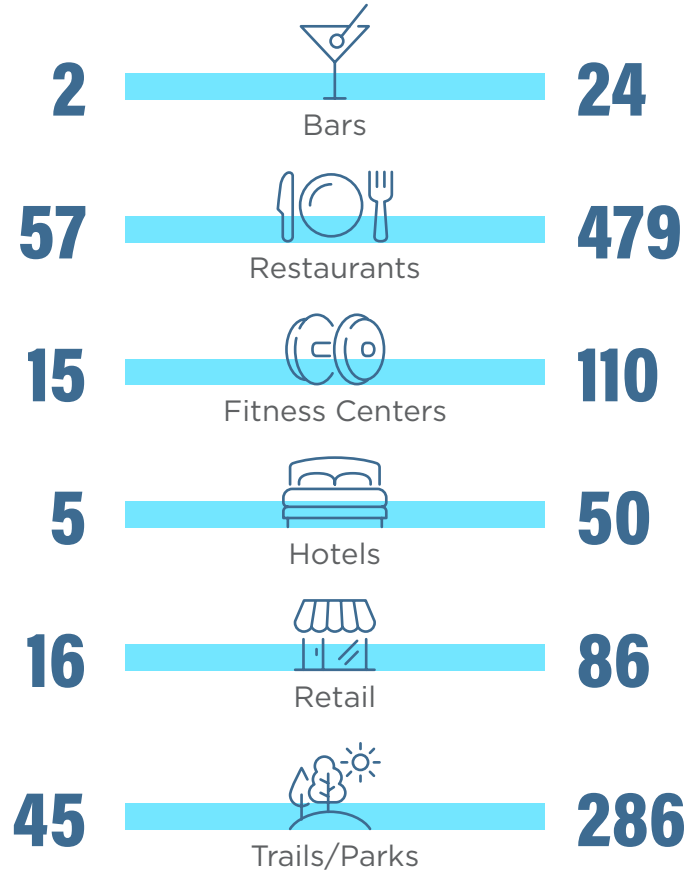 2 24
Bars
57 479
Restaurants
15 110
Fitness Centers
5 50
Hotels
16 86
Retail
45 286
Trails/Parks